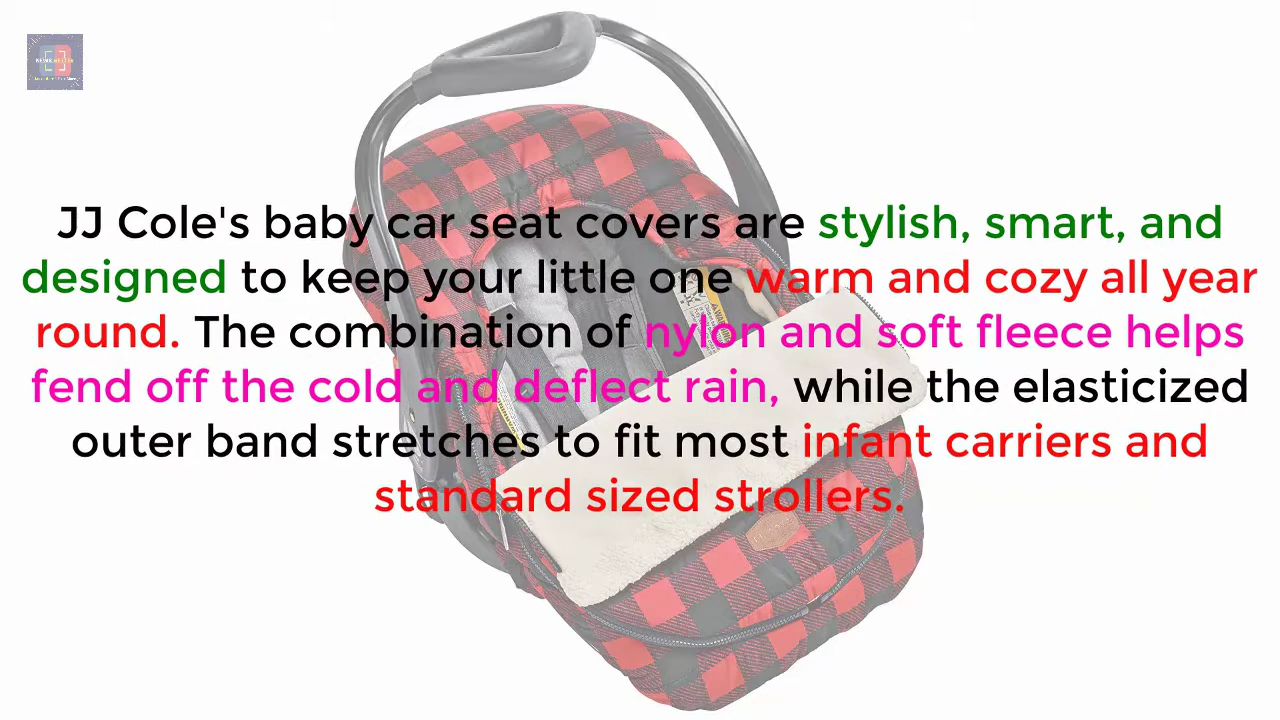 JJ Cole's baby car seat covers are stylish, smart, and
designed to keep your little one warm and cozy all year
round. The combination of nylon and soft fleece helps
fend off the cold and deflect rain, while the elasticized
outer band stretches to fit most infant carriers and
standard sized strollers.